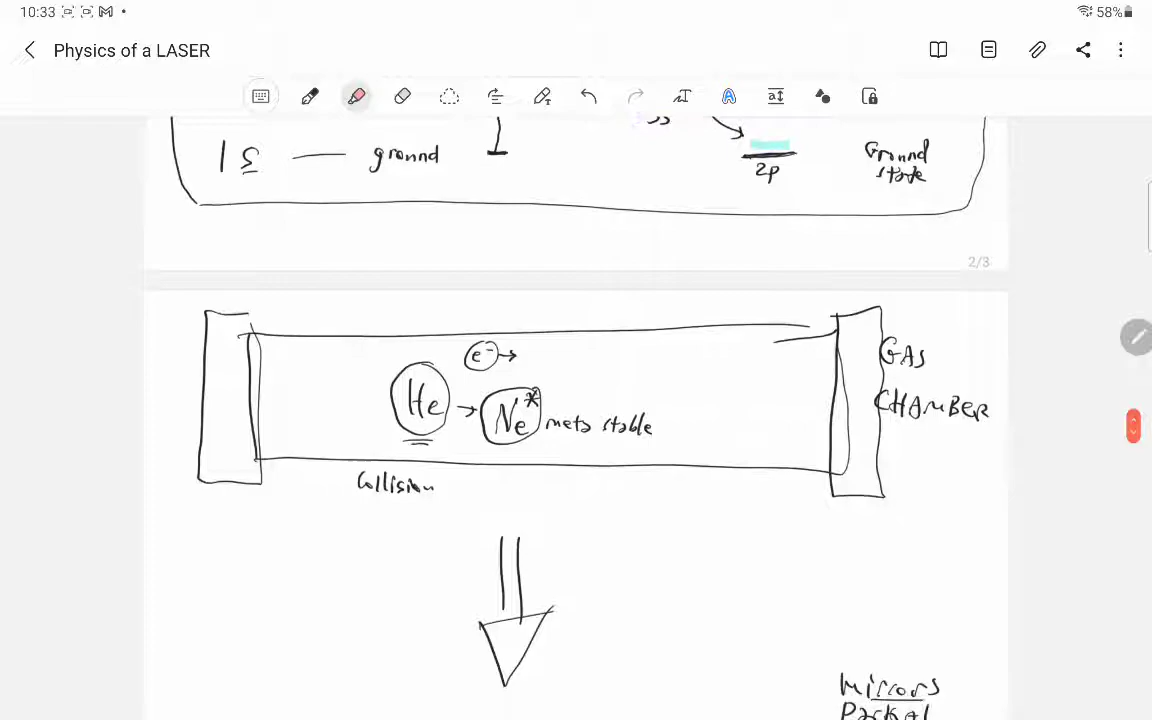 10:33
58%
Physics of a LASER
1S — ground
2p
Ground
state
2/3
e⁻ →
GAS
He → Ne* meta stable
CHAMBER
Collision
Mirrors